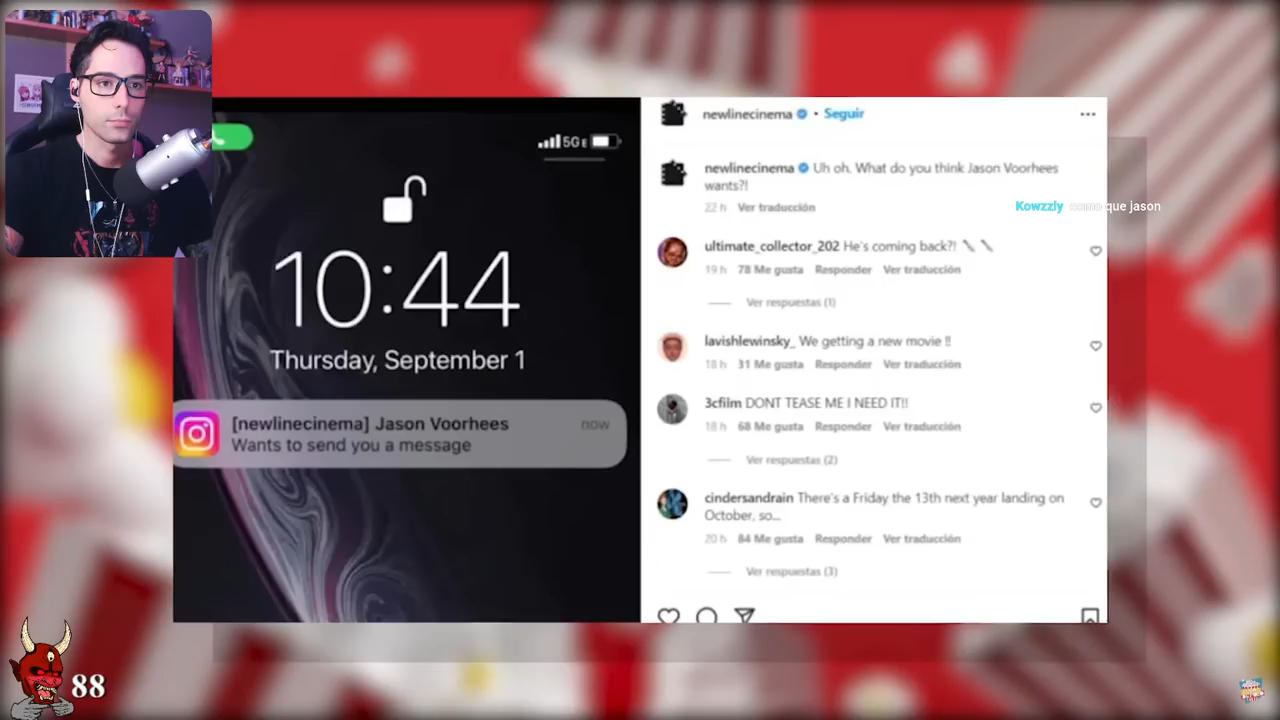 5G E
10:44
Thursday, September 1
[newlinecinema] Jason Voorhees
now
Wants to send you a message
newlinecinema • Seguir
newlinecinema Uh oh. What do you think Jason Voorhees
wants?!
22 h Ver traducción
Kowzzly como que jason
ultimate_collector_202 He's coming back?!
19 h 78 Me gusta Responder Ver traducción
Ver respuestas (1)
lavishlewinsky_ We getting a new movie !!
18 h 31 Me gusta Responder Ver traducción
3cfilm DONT TEASE ME I NEED IT!!
18 h 68 Me gusta Responder Ver traducción
Ver respuestas (2)
cindersandrain There's a Friday the 13th next year landing on
October, so...
20 h 84 Me gusta Responder Ver traducción
Ver respuestas (3)
88